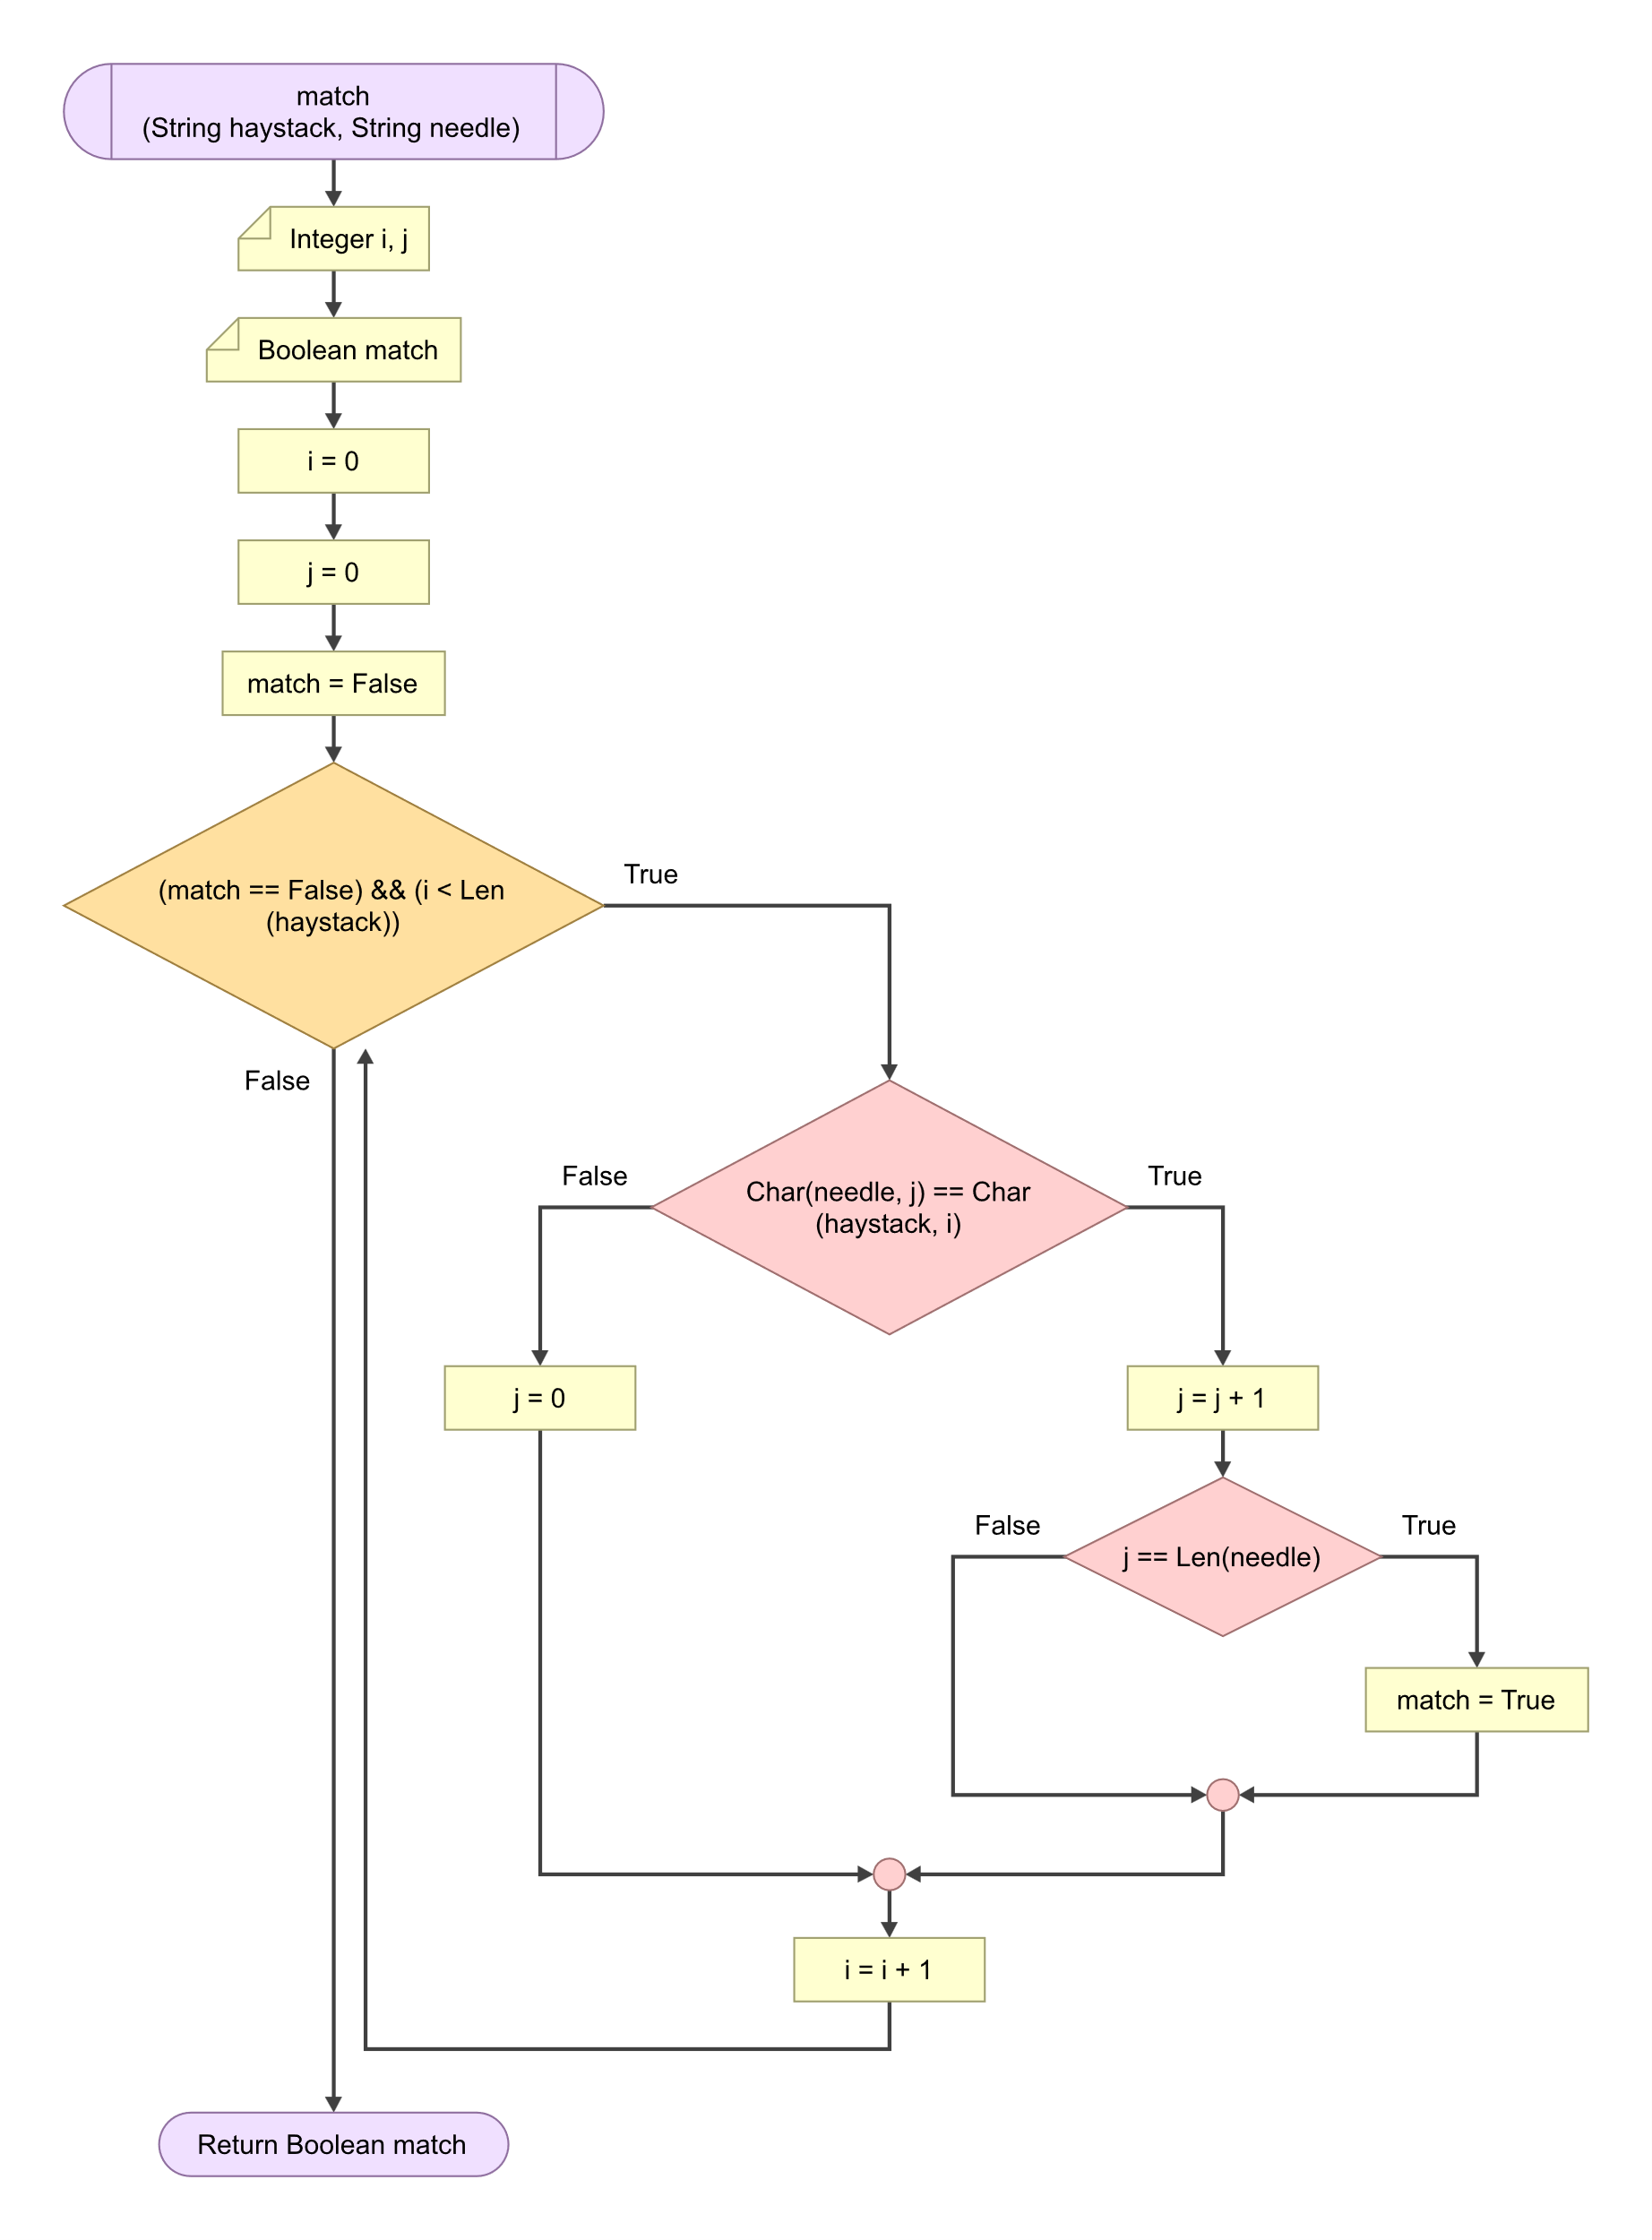 match
(String haystack, String needle)
Integer i, j
Boolean match
i = 0
j = 0
match = False
(match == False) && (i < Len
(haystack))
True
False
Char(needle, j) == Char
(haystack, i)
False
True
j = 0
j = j + 1
j == Len(needle)
False
True
match = True
i = i + 1
Return Boolean match